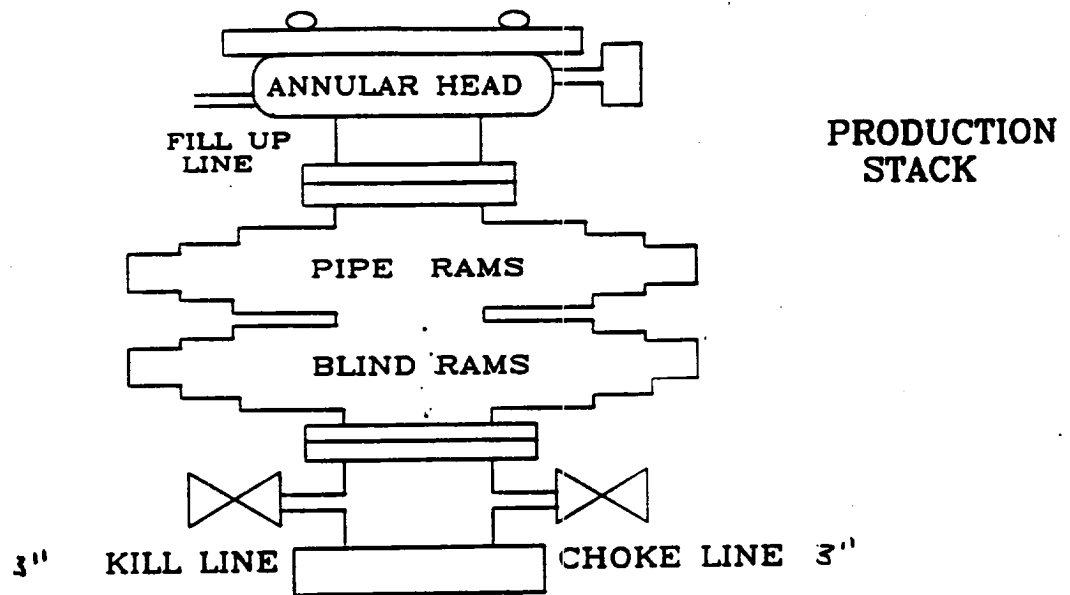 ANNULAR HEAD
FILL UP
LINE
PRODUCTION
STACK
PIPE RAMS
BLIND RAMS
3" KILL LINE
CHOKE LINE 3"